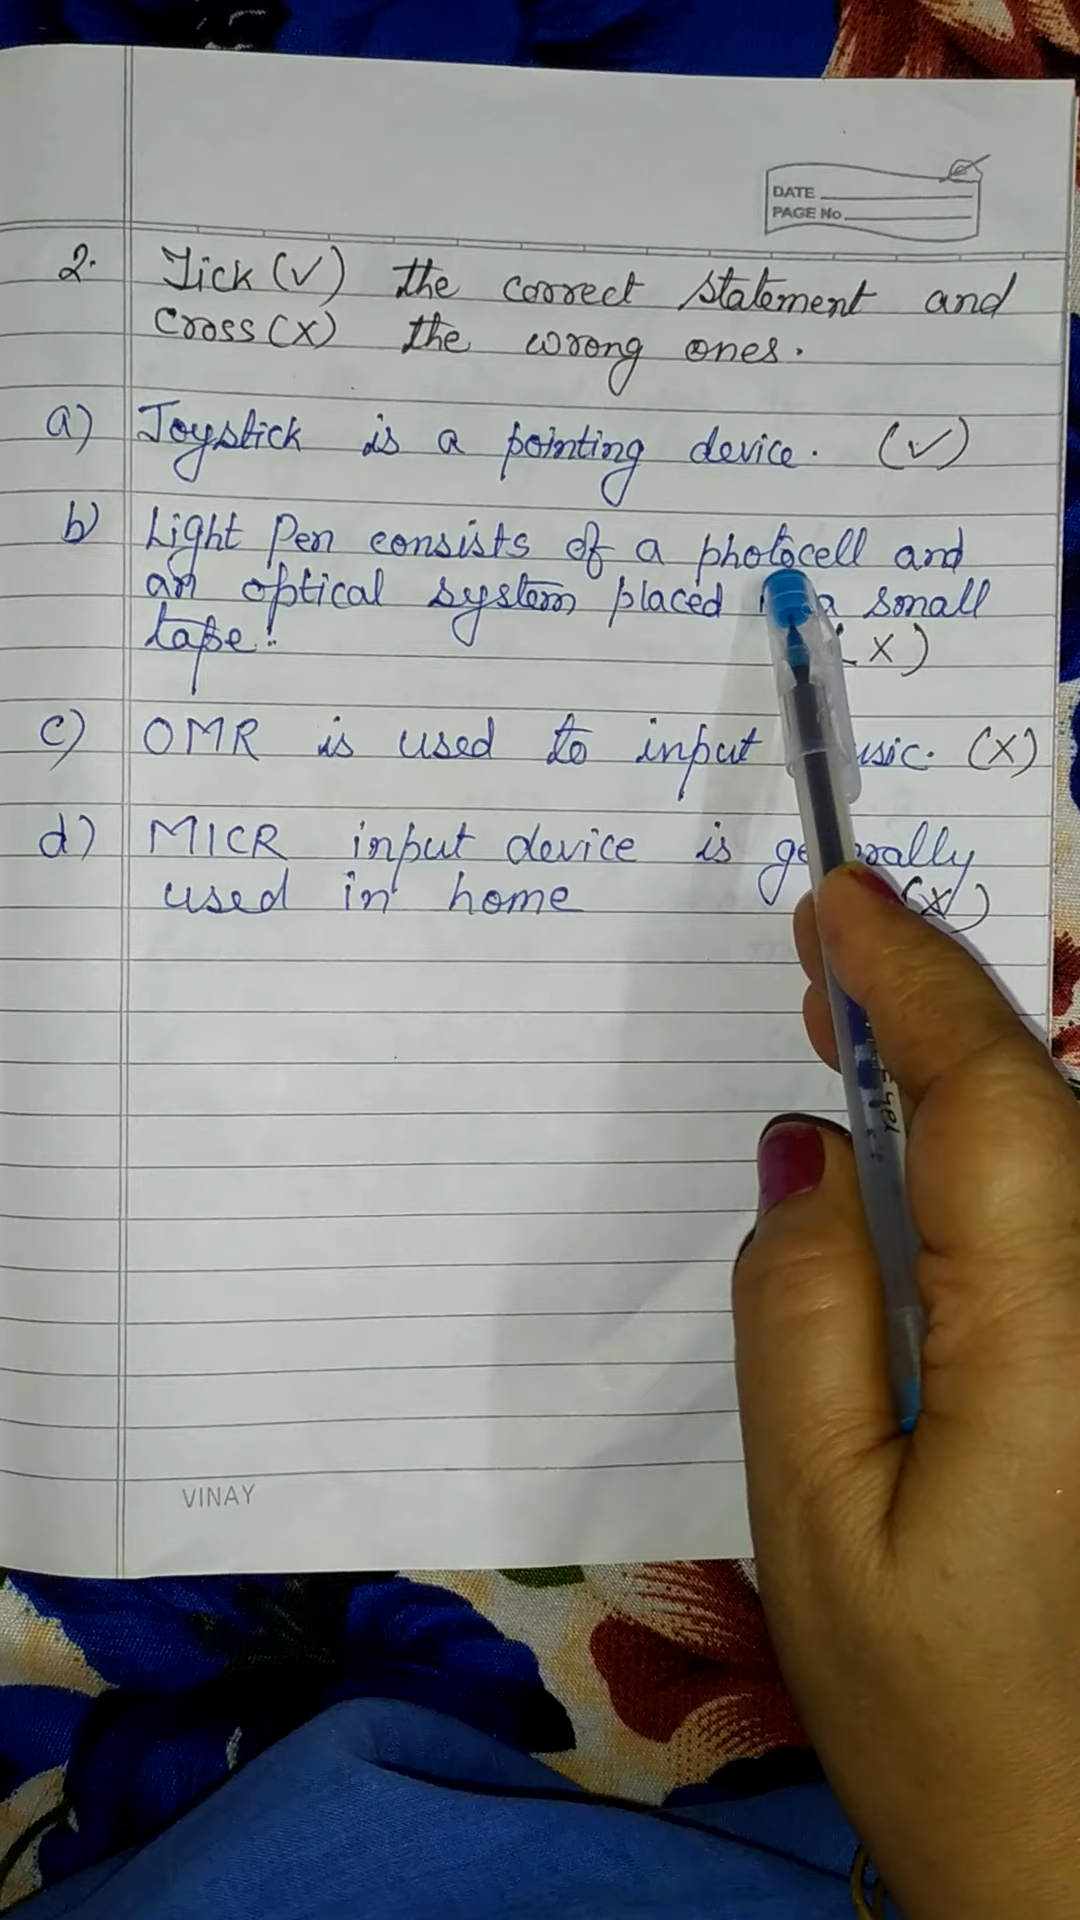 DATE
PAGE No
2. Tick (✓) the correct statement and
Cross (X) the wrong ones.
a) Joystick is a pointing device. (✓)
b) Light Pen consists of a photocell and
an optical system placed a small
tape. (X)
c) OMR is used to input (X)
d) MICR input device is
used in home (X)
VINAY